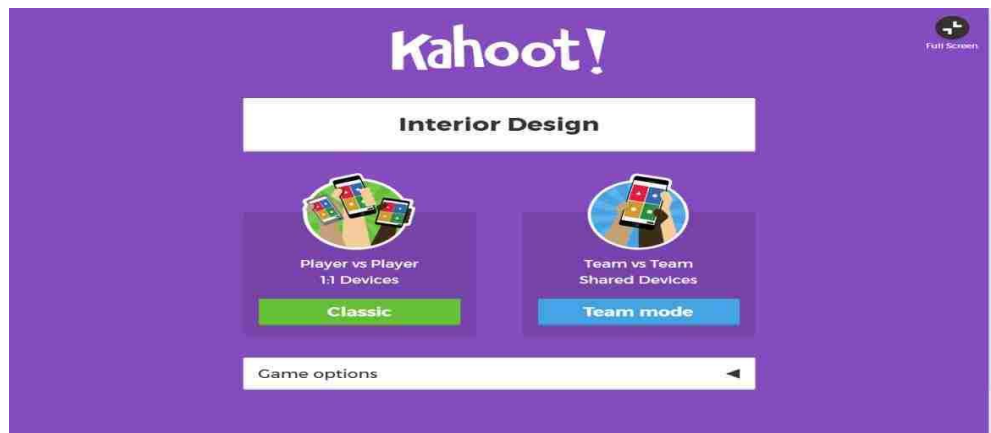 Kahoot!
Full Screen
Interior Design
Player vs Player
1:1 Devices
Classic
Team vs Team
Shared Devices
Team mode
Game options